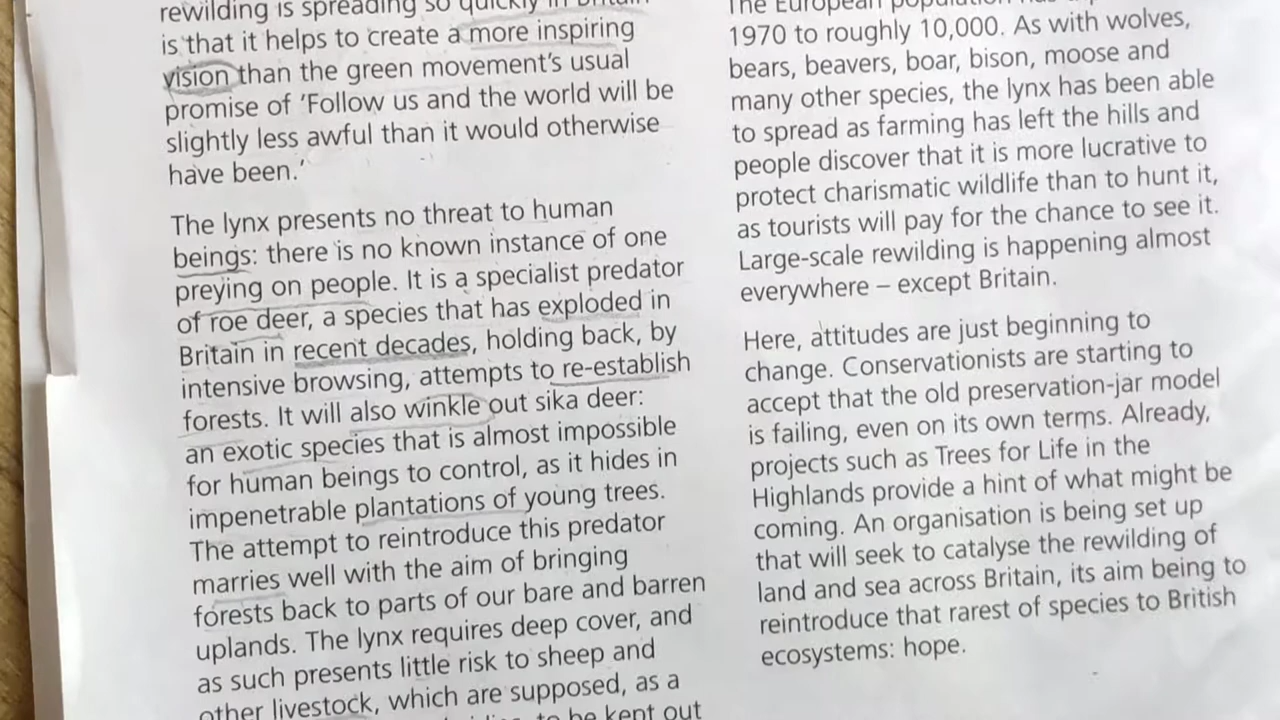 rewilding is spreading so quickly in Britain
is that it helps to create a more inspiring
vision than the green movement's usual
promise of 'Follow us and the world will be
slightly less awful than it would otherwise
have been.'
The lynx presents no threat to human
beings: there is no known instance of one
preying on people. It is a specialist predator
of roe deer, a species that has exploded in
Britain in recent decades, holding back, by
intensive browsing, attempts to re-establish
forests. It will also winkle out sika deer:
an exotic species that is almost impossible
for human beings to control, as it hides in
impenetrable plantations of young trees.
The attempt to reintroduce this predator
marries well with the aim of bringing
forests back to parts of our bare and barren
uplands. The lynx requires deep cover, and
as such presents little risk to sheep and
other livestock, which are supposed, as a
to be kept out
The European population has
1970 to roughly 10,000. As with wolves,
bears, beavers, boar, bison, moose and
many other species, the lynx has been able
to spread as farming has left the hills and
people discover that it is more lucrative to
protect charismatic wildlife than to hunt it,
as tourists will pay for the chance to see it.
Large-scale rewilding is happening almost
everywhere – except Britain.
Here, attitudes are just beginning to
change. Conservationists are starting to
accept that the old preservation-jar model
is failing, even on its own terms. Already,
projects such as Trees for Life in the
Highlands provide a hint of what might be
coming. An organisation is being set up
that will seek to catalyse the rewilding of
land and sea across Britain, its aim being to
reintroduce that rarest of species to British
ecosystems: hope.